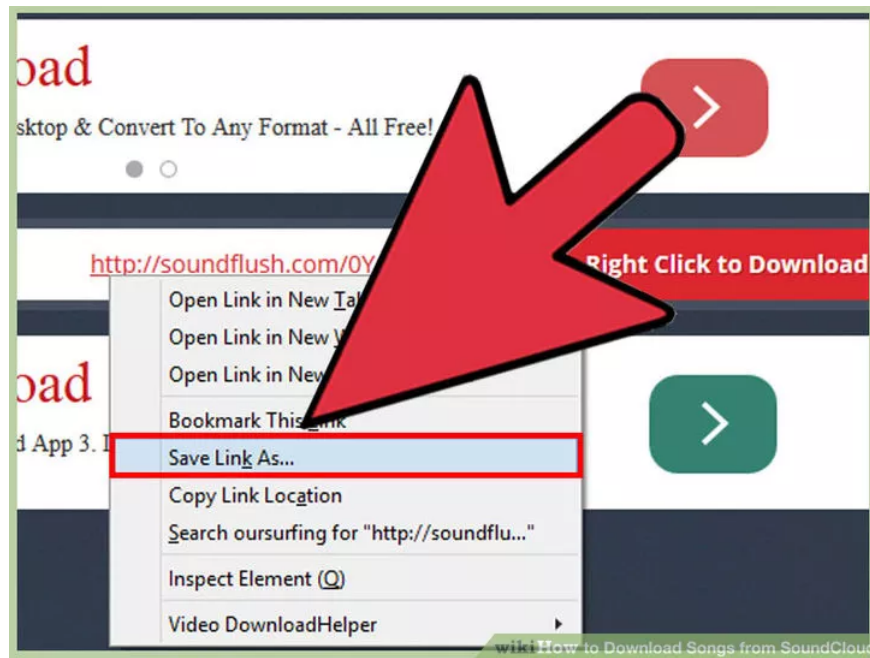 oad
sktop & Convert To Any Format - All Free!
http://soundflush.com/0Y
Right Click to Download
Open Link in New
Open Link in New
Open Link in New
Bookmark This
Save Link As...
Copy Link Location
Search oursurfing for "http://soundflu..."
Inspect Element (Q)
Video DownloadHelper
oad
d App 3.
wikiHow to Download Songs from SoundCloud